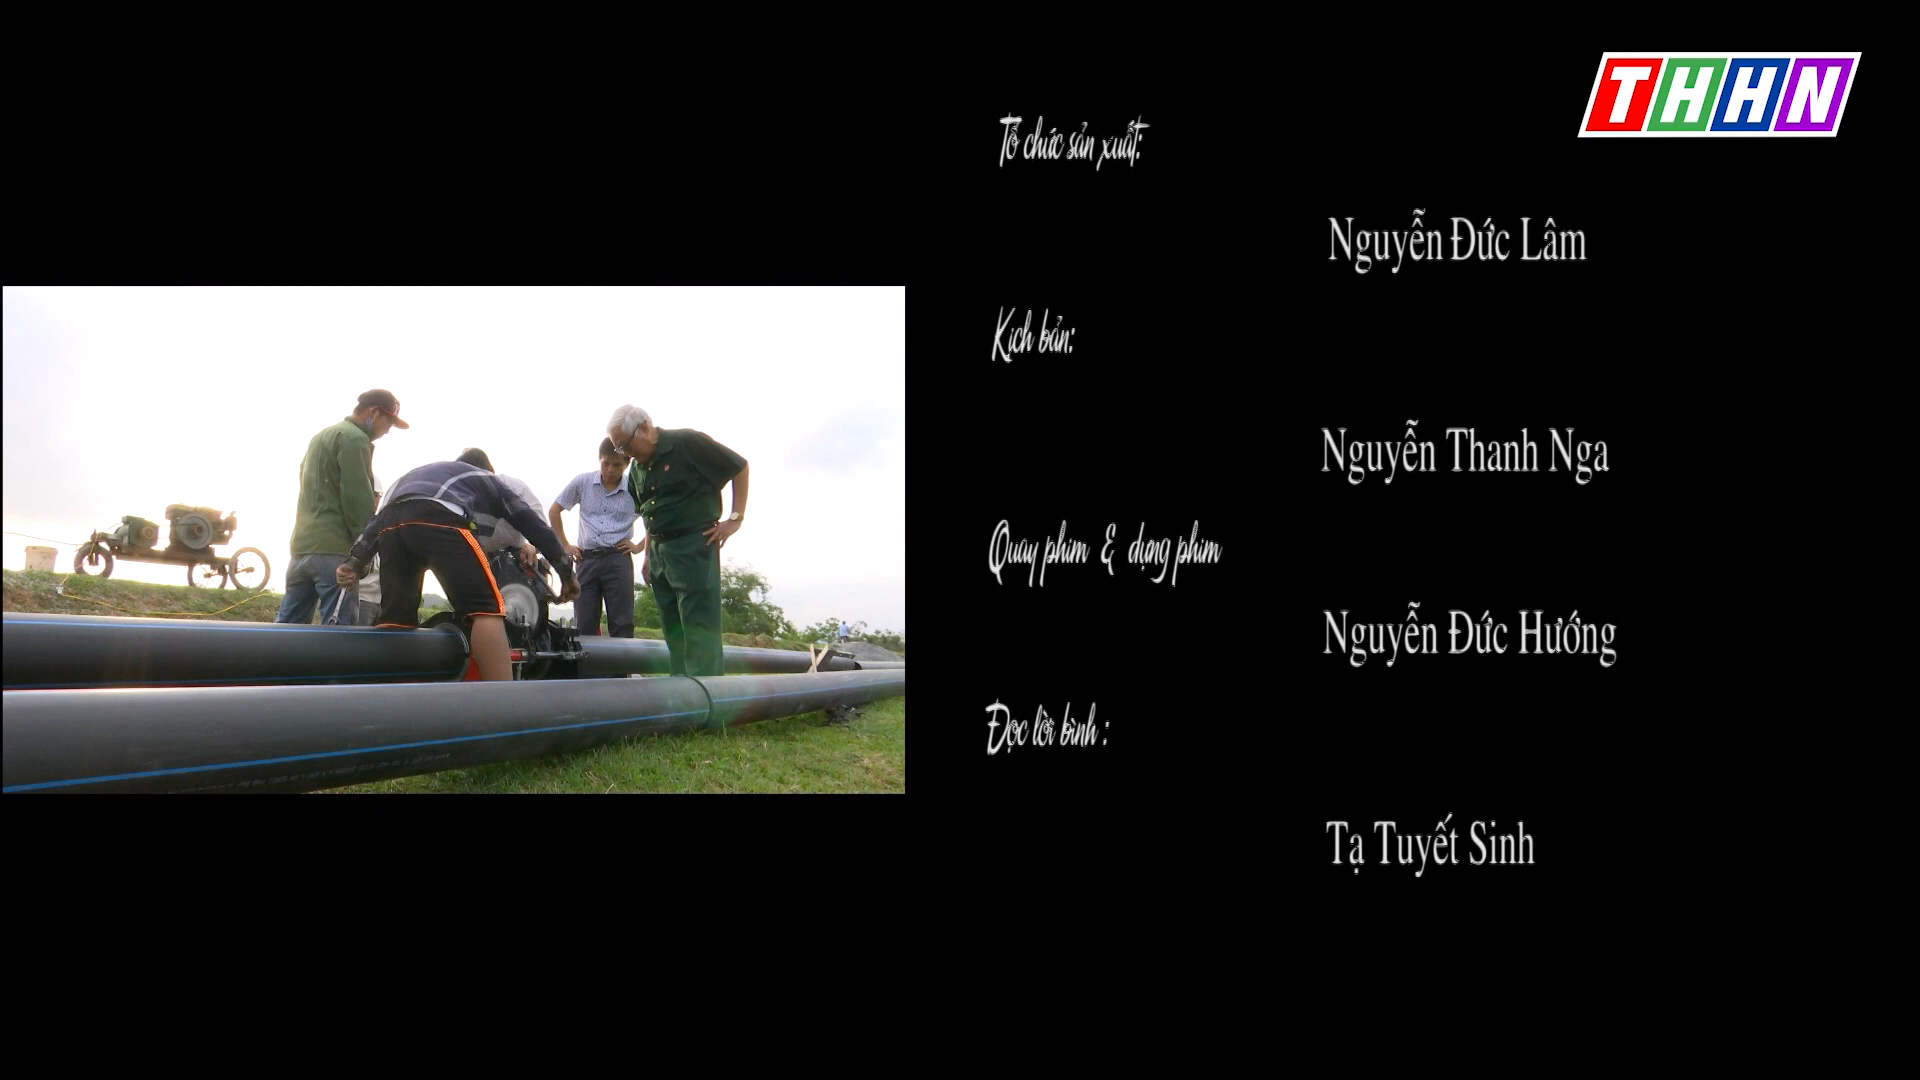 THHN
Tổ chức sản xuất:
Nguyễn Đức Lâm
Kịch bản:
Nguyễn Thanh Nga
Quay phim & dựng phim
Nguyễn Đức Hướng
Đọc lời bình :
Tạ Tuyết Sinh